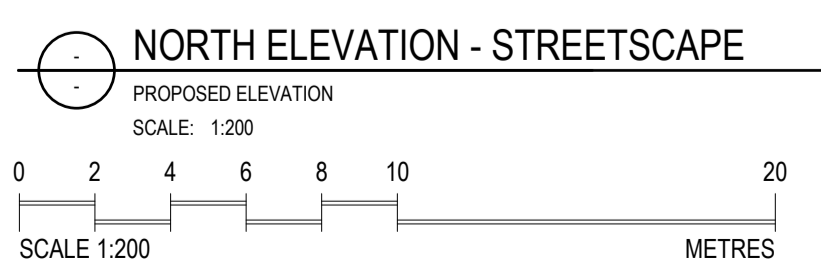 -
NORTH ELEVATION - STREETSCAPE
-
PROPOSED ELEVATION
SCALE: 1:200
0 2 4 6 8 10 20
SCALE 1:200 METRES